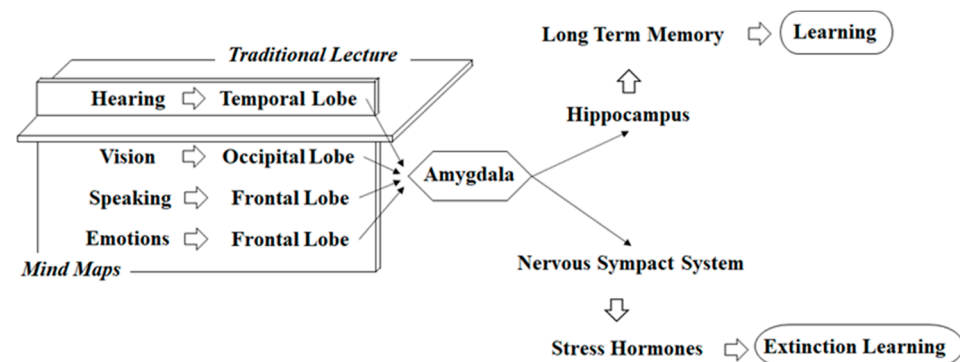 Traditional Lecture
Hearing Temporal Lobe
Vision Occipital Lobe
Speaking Frontal Lobe
Emotions Frontal Lobe
Mind Maps
Amygdala
Long Term Memory Learning
Hippocampus
Nervous Sympact System
Stress Hormones Extinction Learning